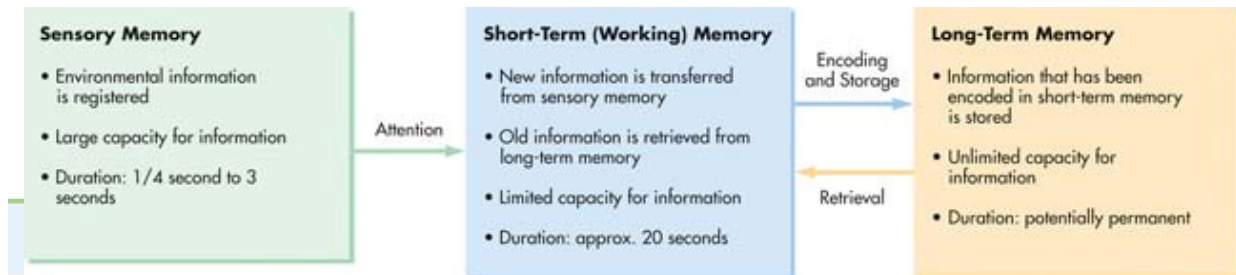 Sensory Memory
• Environmental information
is registered
• Large capacity for information
• Duration: 1/4 second to 3
seconds
Attention
Short-Term (Working) Memory
• New information is transferred
from sensory memory
• Old information is retrieved from
long-term memory
• Limited capacity for information
• Duration: approx. 20 seconds
Encoding
and Storage
Retrieval
Long-Term Memory
• Information that has been
encoded in short-term memory
is stored
• Unlimited capacity for
information
• Duration: potentially permanent